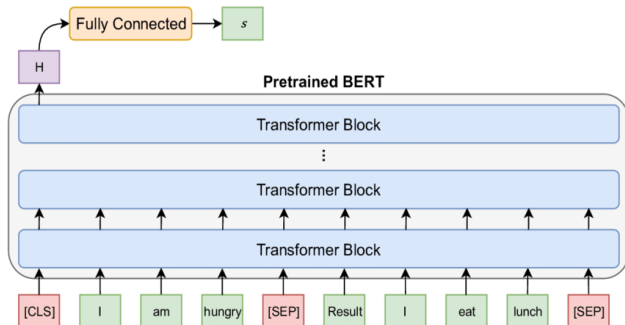 Fully Connected s
H
Pretrained BERT
Transformer Block
⋮
Transformer Block
Transformer Block
[CLS] I am hungry [SEP] Result I eat lunch [SEP]